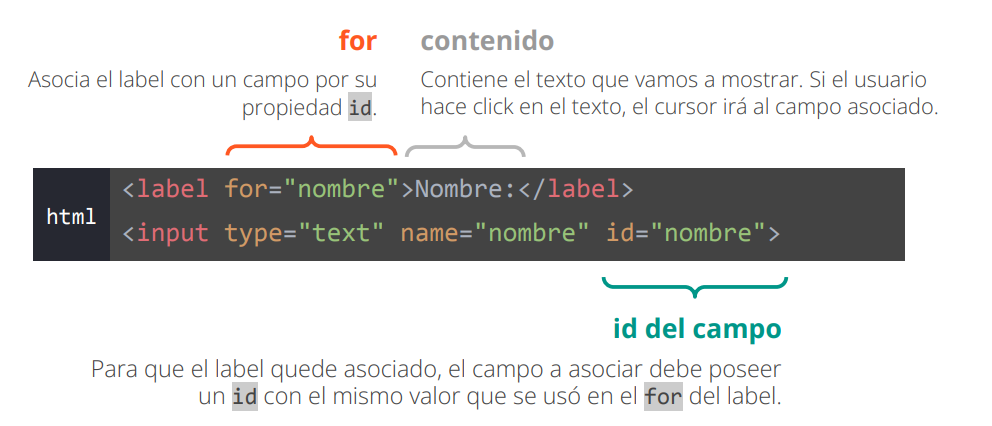 for
Asocia el label con un campo por su
propiedad id.
contenido
Contiene el texto que vamos a mostrar. Si el usuario
hace click en el texto, el cursor irá al campo asociado.
html
<label for="nombre">Nombre:</label>
<input type="text" name="nombre" id="nombre">
id del campo
Para que el label quede asociado, el campo a asociar debe poseer
un id con el mismo valor que se usó en el for del label.